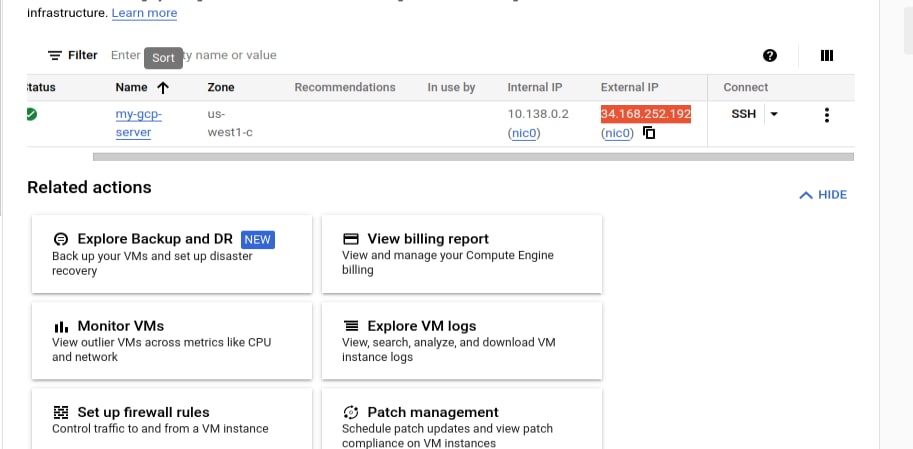 infrastructure. Learn more
Filter Enter
Sort
y name or value
tatus Name Zone Recommendations In use by Internal IP External IP Connect
my-gcp- us- 10.138.0.2 34.168.252.192 SSH
server west1-c (nic0) (nic0)
Related actions
HIDE
Explore Backup and DR NEW
Back up your VMs and set up disaster
recovery
View billing report
View and manage your Compute Engine
billing
Monitor VMs
View outlier VMs across metrics like CPU
and network
Explore VM logs
View, search, analyze, and download VM
instance logs
Set up firewall rules
Control traffic to and from a VM instance
Patch management
Schedule patch updates and view patch
compliance on VM instances